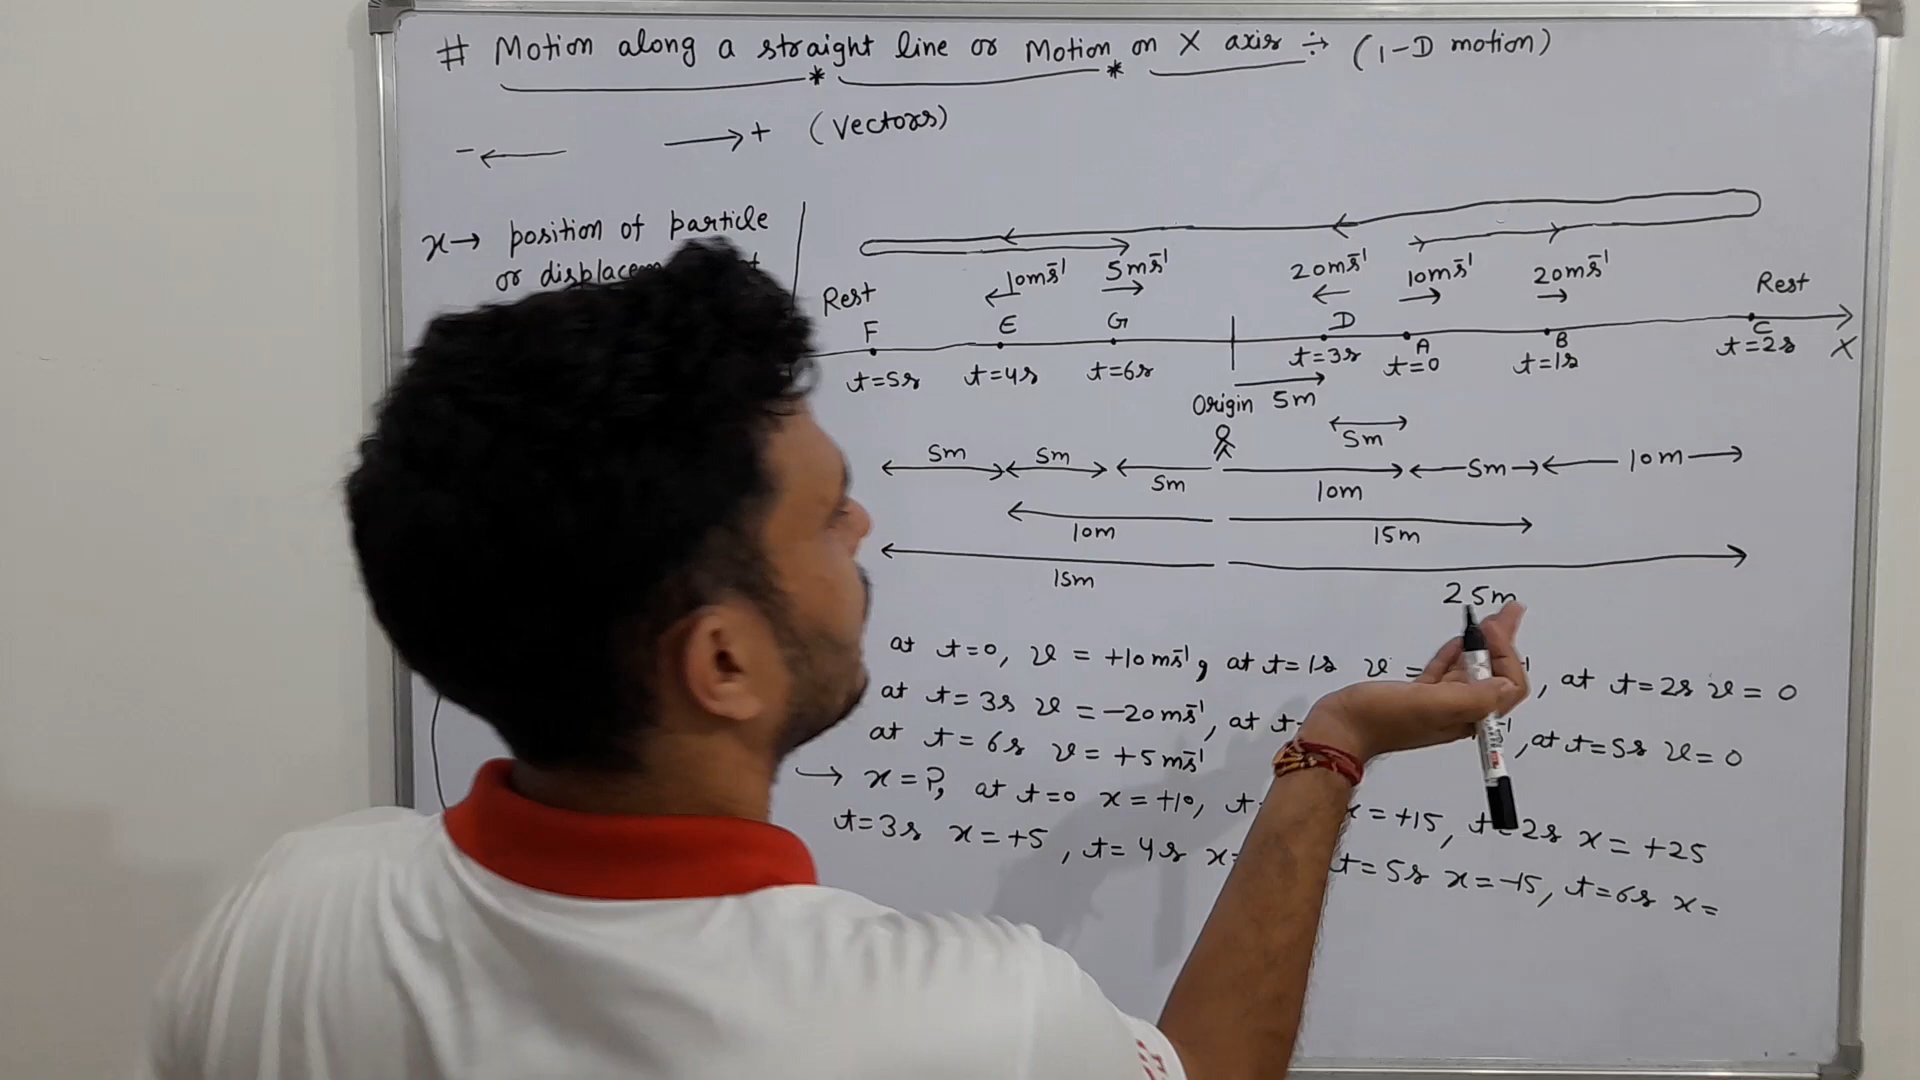 # Motion along a straight line or Motion on X axis ÷ (1-D motion)
- ← → + (Vectors)
x → position of particle
or
Rest F E 10ms⁻¹ 5ms⁻¹ G 20ms⁻¹ D 10ms⁻¹ 20ms⁻¹ Rest
t=5s t=4s t=6s t=3s A t=0 B t=1s C t=2s X
Origin 5m
5m
5m 5m 5m 10m 5m 10m
10m 15m
15m 25m
at t=0, v = +10ms⁻¹, at t=1s v = , at t=2s v = 0
at t=3s v = -20ms⁻¹, at , at t=5s v = 0
at t=6s v = +5ms⁻¹
→ x = ?, at t=0 x = +10, = +15, t=2s x = +25
t=3s x = +5, t=4s t=5s x = -15, t=6s x =